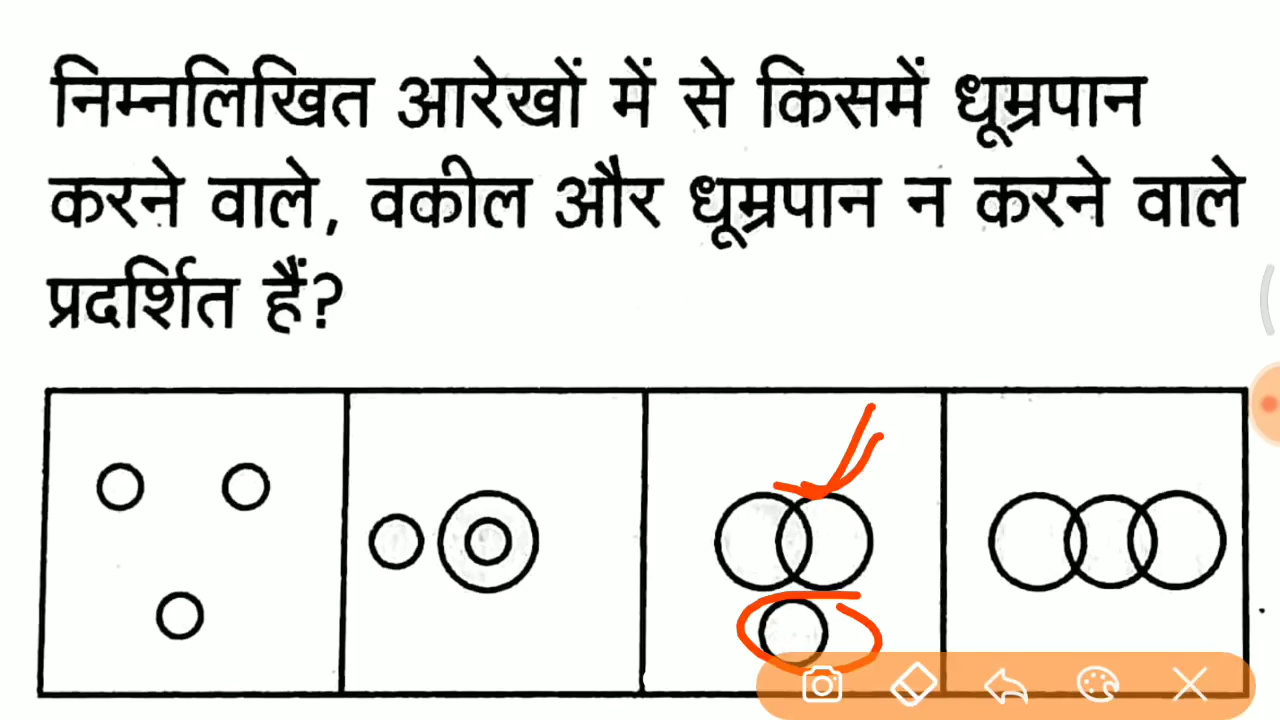 निम्नलिखित आरेखों में से किसमें धूम्रपान
करने वाले, वकील और धूम्रपान न करने वाले
प्रदर्शित हैं?